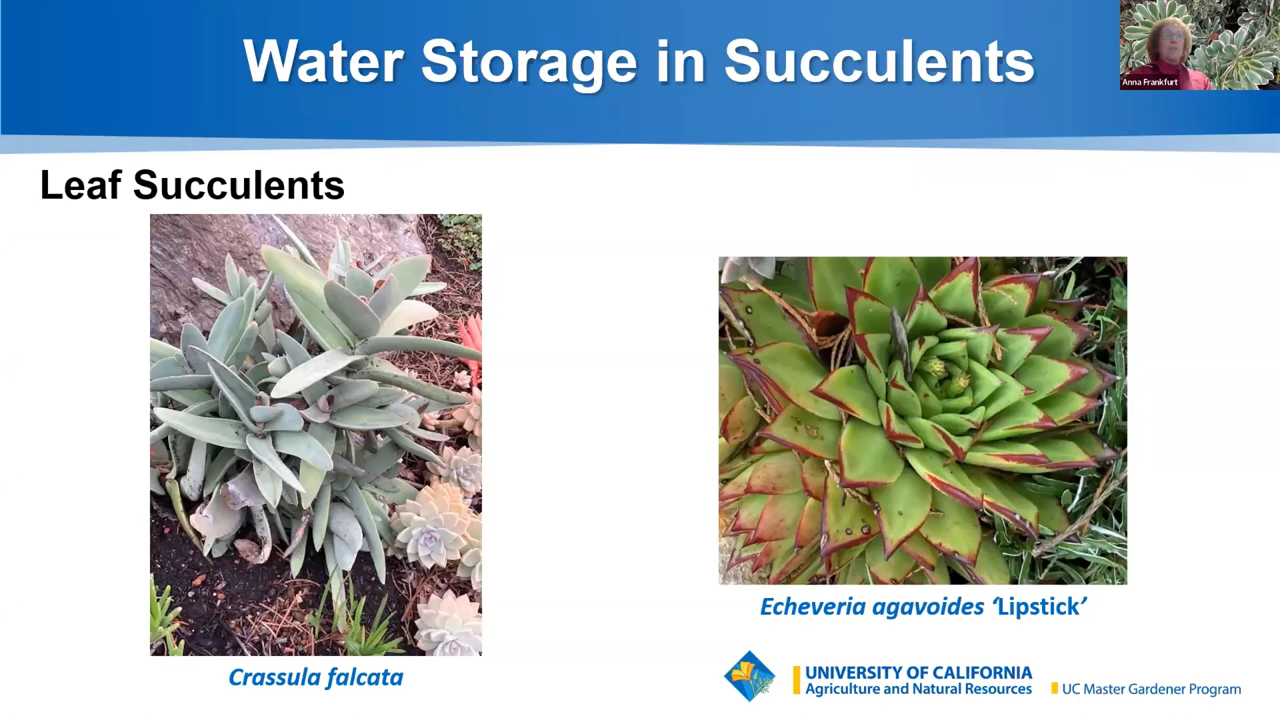 Water Storage in Succulents
Anna Frankfurt
Leaf Succulents
Crassula falcata
Echeveria agavoides ‘Lipstick’
UNIVERSITY OF CALIFORNIA
Agriculture and Natural Resources
UC Master Gardener Program